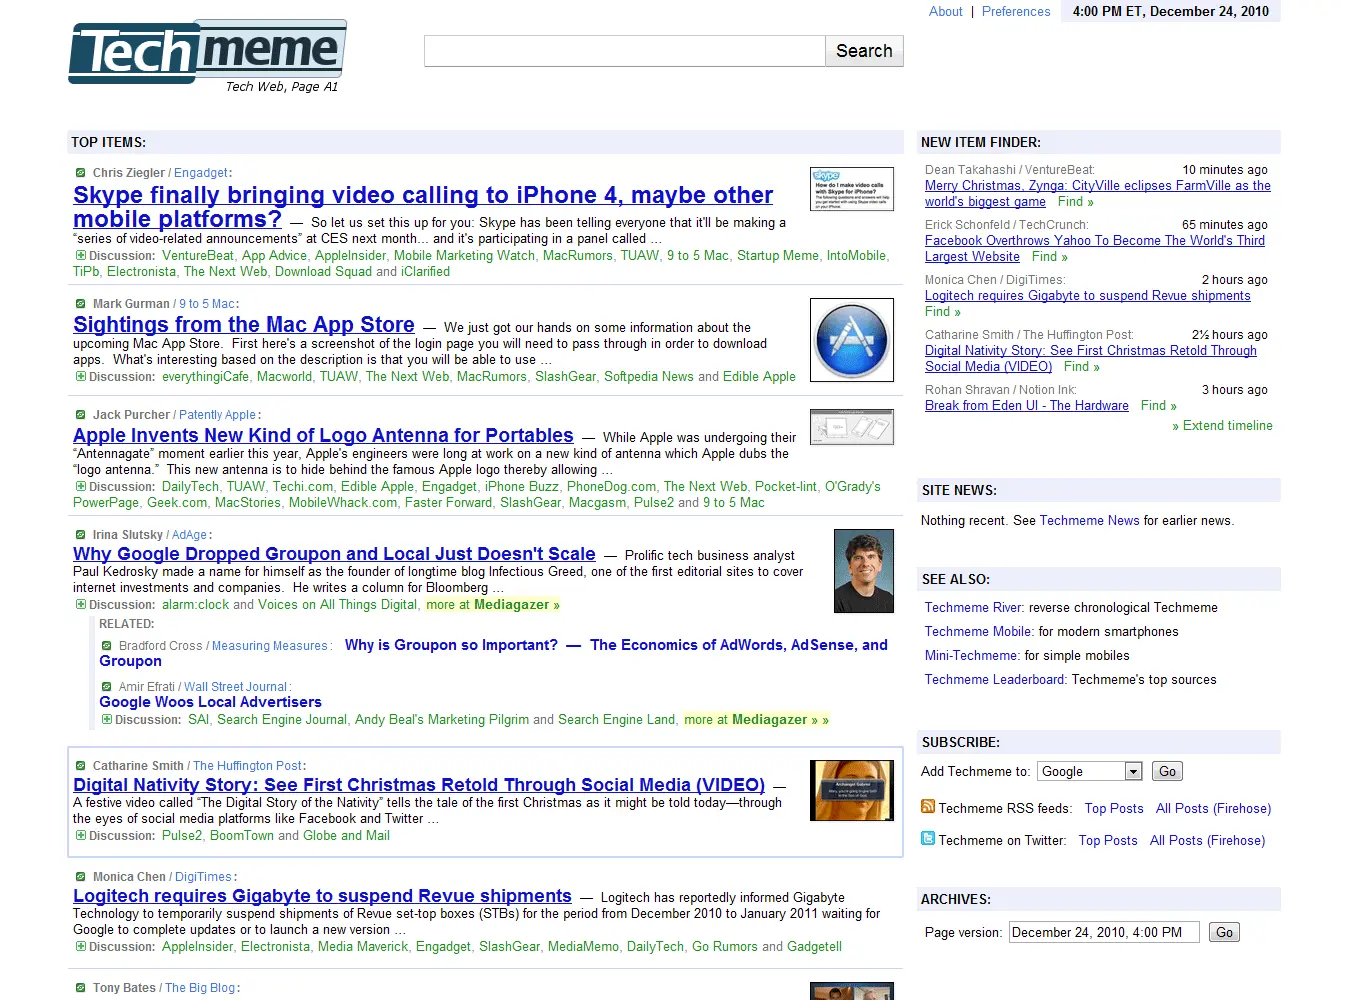 About | Preferences 4:00 PM ET, December 24, 2010
Techmeme
Tech Web, Page A1
Search
TOP ITEMS:
Chris Ziegler / Engadget:
Skype finally bringing video calling to iPhone 4, maybe other
mobile platforms? — So let us set this up for you: Skype has been telling everyone that it'll be making a
“series of video-related announcements” at CES next month... and it's participating in a panel called ...
Discussion: VentureBeat, App Advice, AppleInsider, Mobile Marketing Watch, MacRumors, TUAW, 9 to 5 Mac, Startup Meme, IntoMobile,
TiPb, Electronista, The Next Web, Download Squad and iClarified
skype
How do I make video calls
with Skype for iPhone?
Mark Gurman / 9 to 5 Mac:
Sightings from the Mac App Store — We just got our hands on some information about the
upcoming Mac App Store. First here's a screenshot of the login page you will need to pass through in order to download
apps. What's interesting based on the description is that you will be able to use ...
Discussion: everythingiCafe, Macworld, TUAW, The Next Web, MacRumors, SlashGear, Softpedia News and Edible Apple
Jack Purcher / Patently Apple:
Apple Invents New Kind of Logo Antenna for Portables — While Apple was undergoing their
“Antennagate” moment earlier this year, Apple's engineers were long at work on a new kind of antenna which Apple dubs the
“logo antenna.” This new antenna is to hide behind the famous Apple logo thereby allowing ...
Discussion: DailyTech, TUAW, Techi.com, Edible Apple, Engadget, iPhone Buzz, PhoneDog.com, The Next Web, Pocket-lint, O'Grady's
PowerPage, Geek.com, MacStories, MobileWhack.com, Faster Forward, SlashGear, Macgasm, Pulse2 and 9 to 5 Mac
Irina Slutsky / AdAge:
Why Google Dropped Groupon and Local Just Doesn't Scale — Prolific tech business analyst
Paul Kedrosky made a name for himself as the founder of longtime blog Infectious Greed, one of the first editorial sites to cover
internet investments and companies. He writes a column for Bloomberg ...
Discussion: alarm:clock and Voices on All Things Digital, more at Mediagazer »
RELATED:
Bradford Cross / Measuring Measures: Why is Groupon so Important? — The Economics of AdWords, AdSense, and
Groupon
Amir Efrati / Wall Street Journal:
Google Woos Local Advertisers
Discussion: SAI, Search Engine Journal, Andy Beal's Marketing Pilgrim and Search Engine Land, more at Mediagazer » »
Catharine Smith / The Huffington Post:
Digital Nativity Story: See First Christmas Retold Through Social Media (VIDEO) —
A festive video called “The Digital Story of the Nativity” tells the tale of the first Christmas as it might be told today—through
the eyes of social media platforms like Facebook and Twitter ...
Discussion: Pulse2, BoomTown and Globe and Mail
Monica Chen / DigiTimes:
Logitech requires Gigabyte to suspend Revue shipments — Logitech has reportedly informed Gigabyte
Technology to temporarily suspend shipments of Revue set-top boxes (STBs) for the period from December 2010 to January 2011 waiting for
Google to complete updates or to launch a new version ...
Discussion: AppleInsider, Electronista, Media Maverick, Engadget, SlashGear, MediaMemo, DailyTech, Go Rumors and Gadgetell
Tony Bates / The Big Blog:
NEW ITEM FINDER:
Dean Takahashi / VentureBeat: 10 minutes ago
Merry Christmas, Zynga: CityVille eclipses FarmVille as the
world's biggest game Find »
Erick Schonfeld / TechCrunch: 65 minutes ago
Facebook Overthrows Yahoo To Become The World's Third
Largest Website Find »
Monica Chen / DigiTimes: 2 hours ago
Logitech requires Gigabyte to suspend Revue shipments
Find »
Catharine Smith / The Huffington Post: 2½ hours ago
Digital Nativity Story: See First Christmas Retold Through
Social Media (VIDEO) Find »
Rohan Shravan / Notion Ink: 3 hours ago
Break from Eden UI - The Hardware Find »
» Extend timeline
SITE NEWS:
Nothing recent. See Techmeme News for earlier news.
SEE ALSO:
Techmeme River: reverse chronological Techmeme
Techmeme Mobile: for modern smartphones
Mini-Techmeme: for simple mobiles
Techmeme Leaderboard: Techmeme's top sources
SUBSCRIBE:
Add Techmeme to: Google Go
Techmeme RSS feeds: Top Posts All Posts (Firehose)
Techmeme on Twitter: Top Posts All Posts (Firehose)
ARCHIVES:
Page version: December 24, 2010, 4:00 PM Go